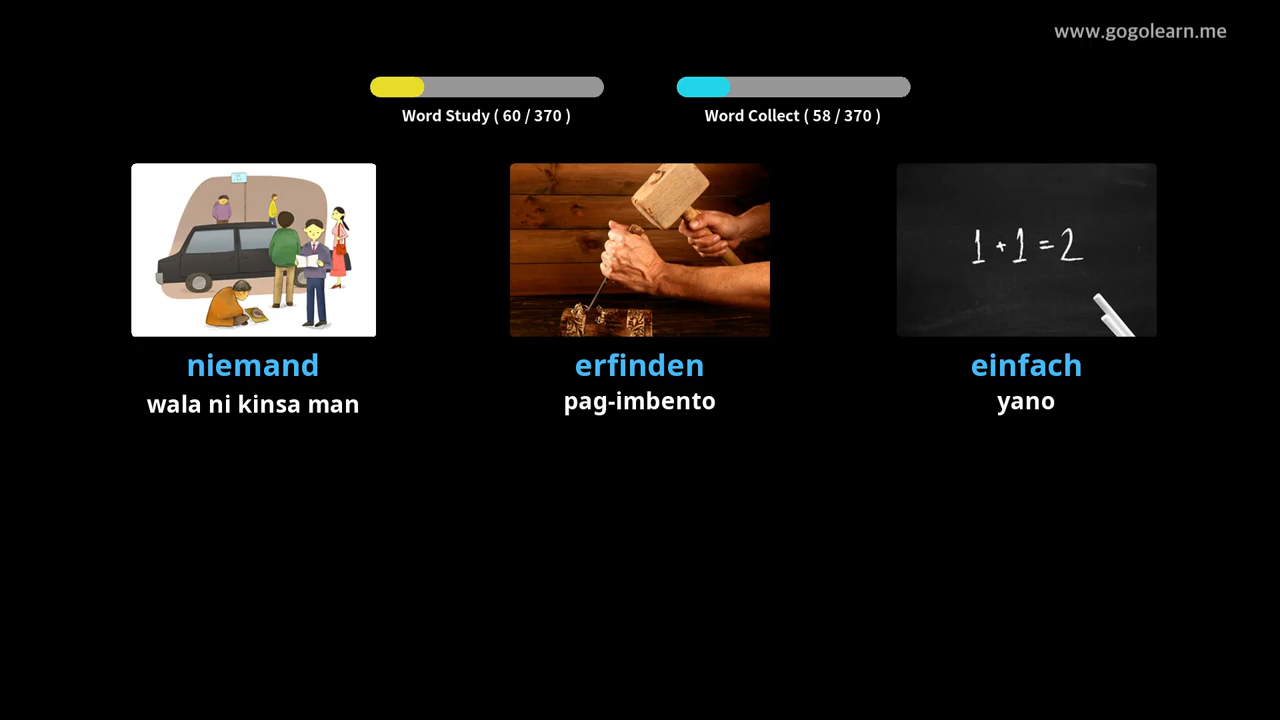 www.gogolearn.me
Word Study ( 60 / 370 )
Word Collect ( 58 / 370 )
1 + 1 = 2
niemand
wala ni kinsa man
erfinden
pag-imbento
einfach
yano